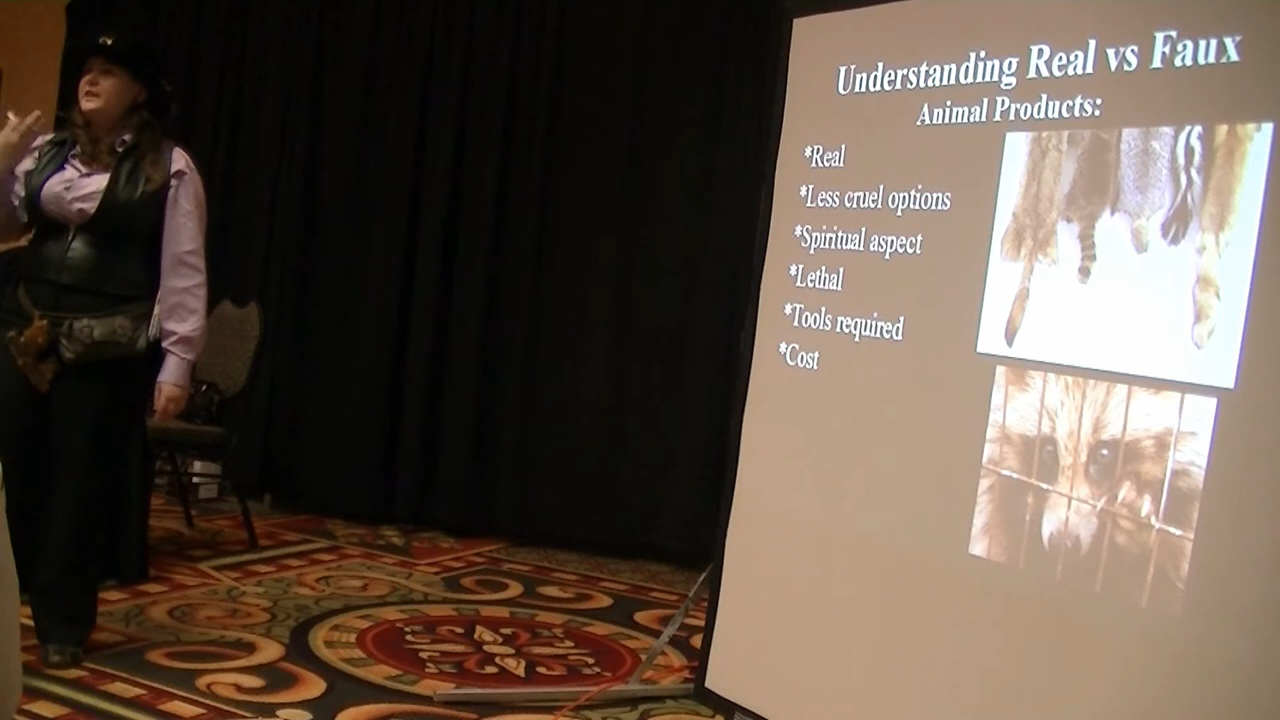 Understanding Real vs Faux
Animal Products:
*Real
*Less cruel options
*Spiritual aspect
*Lethal
*Tools required
*Cost